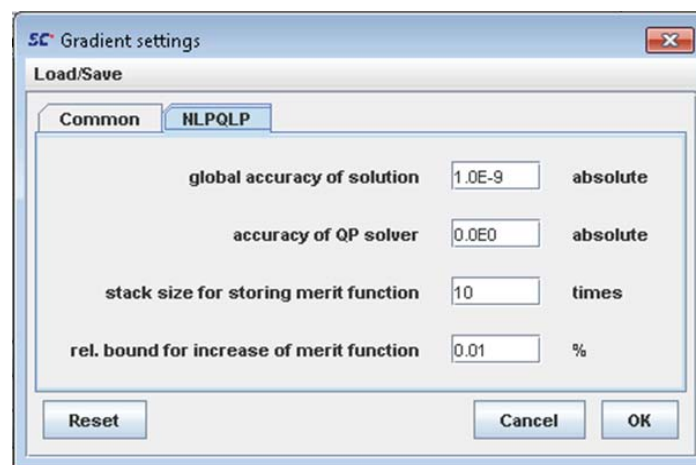 SC Gradient settings
Load/Save
Common NLPQLP
global accuracy of solution 1.0E-9 absolute
accuracy of QP solver 0.0E0 absolute
stack size for storing merit function 10 times
rel. bound for increase of merit function 0.01 %
Reset Cancel OK